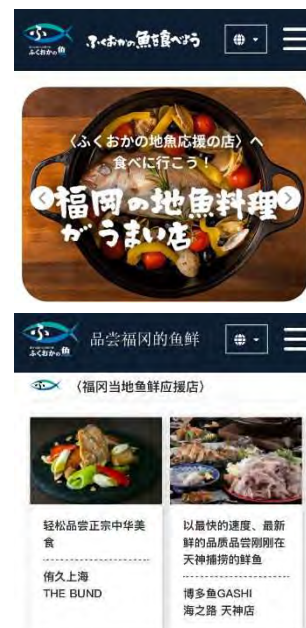 ふ
ふくおかの魚
ふくおかの魚を食べよう
〈ふくおかの地魚応援の店〉へ
食べに行こう！
福岡の地魚料理
がうまい店
ふ
ふくおかの魚
品尝福冈的鱼鲜
ふ
〈福冈当地鱼鲜应援店〉
轻松品尝正宗中华美
食
侑久上海
THE BUND
以最快的速度、最新
鲜的品质品尝刚刚在
天神捕捞的鲜鱼
博多鱼GASHI
海之路 天神店